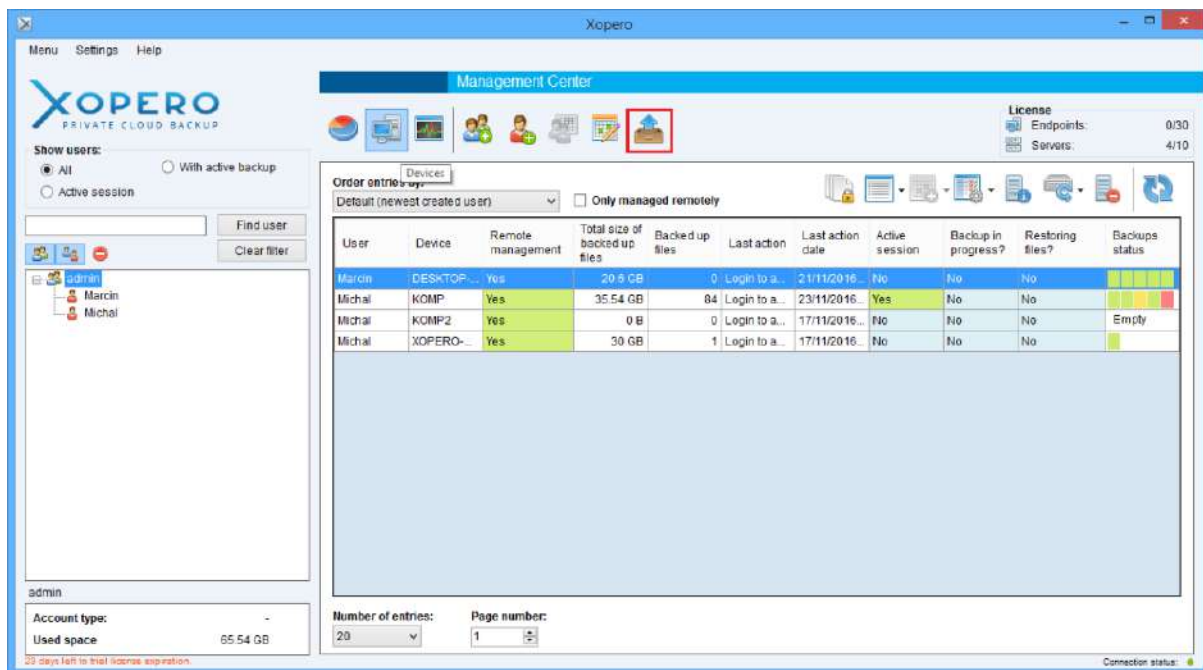 Xopero
Menu Settings Help
XOPERO
PRIVATE CLOUD BACKUP
Show users:
All
With active backup
Active session
Find user
Clear filter
admin
Marcin
Michal
admin
Account type: -
Used space 65.54 GB
23 days left to trial license expiration.
Management Center
License
Endpoints: 0/30
Servers: 4/10
Devices
Order entries by:
Default (newest created user)
Only managed remotely
User Device Remote management Total size of backed up files Backed up files Last action Last action date Active session Backup in progress? Restoring files? Backups status
Marcin DESKTOP-... Yes 20.6 GB 0 Login to a... 21/11/2016... No No No
Michal KOMP Yes 35.54 GB 84 Login to a... 23/11/2016... Yes No No
Michal KOMP2 Yes 0 B 0 Login to a... 17/11/2016... No No No Empty
Michal XOPERO-... Yes 30 GB 1 Login to a... 17/11/2016... No No No
Number of entries: Page number:
20 1
Connection status: